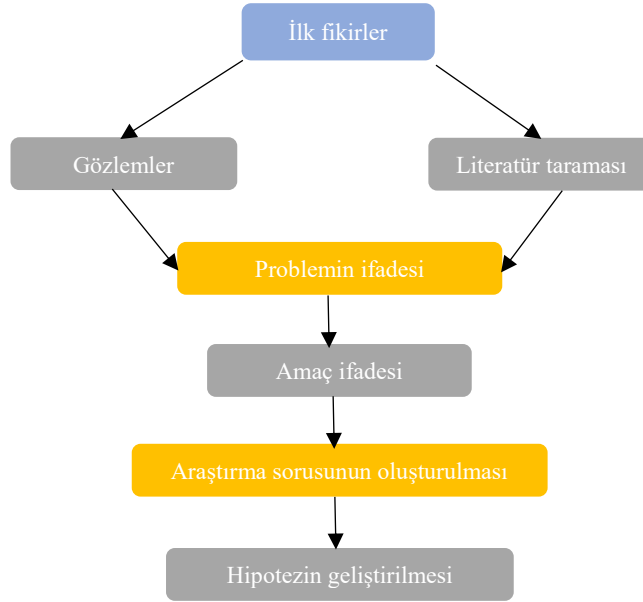 İlk fikirler
Gözlemler
Literatür taraması
Problemin ifadesi
Amaç ifadesi
Araştırma sorusunun oluşturulması
Hipotezin geliştirilmesi